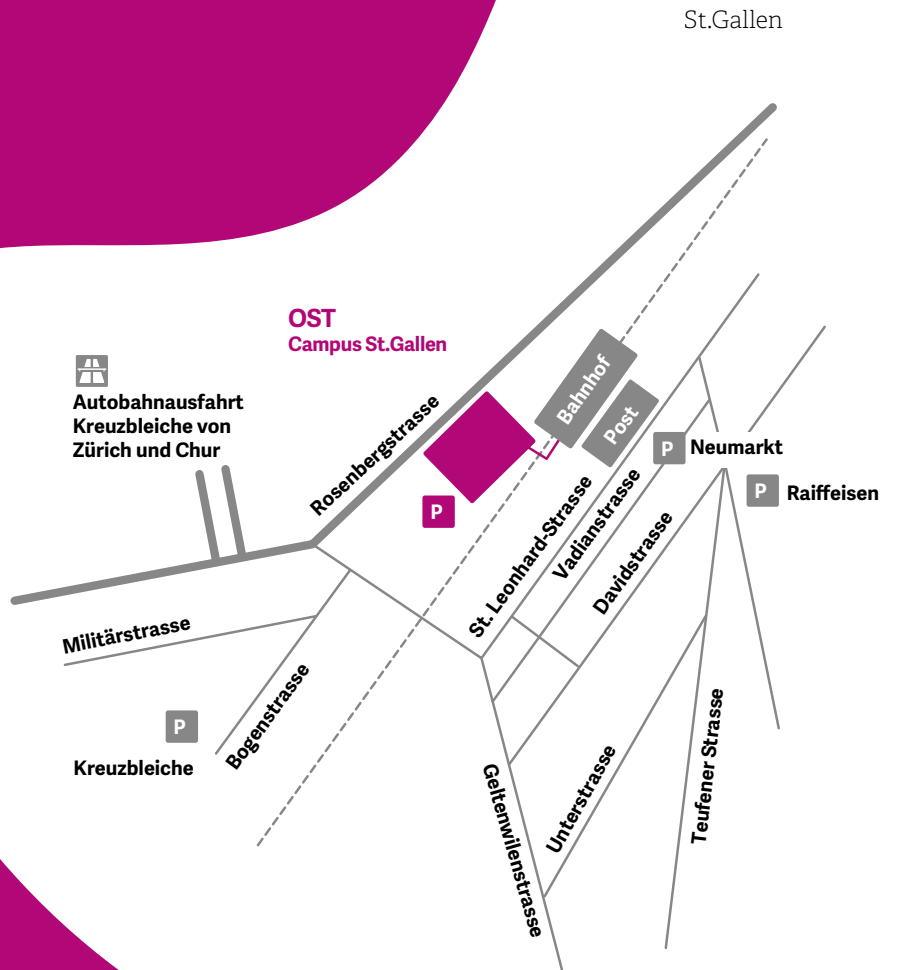 St.Gallen
OST
Campus St.Gallen
Autobahnausfahrt
Kreuzbleiche von
Zürich und Chur
Rosenbergstrasse
Bahnhof
Post
P
P Neumarkt
P Raiffeisen
St. Leonhard-Strasse
Vadianstrasse
Davidstrasse
Militärstrasse
Bogenstrasse
P
Kreuzbleiche
Geltenwilenstrasse
Unterstrasse
Teufener Strasse